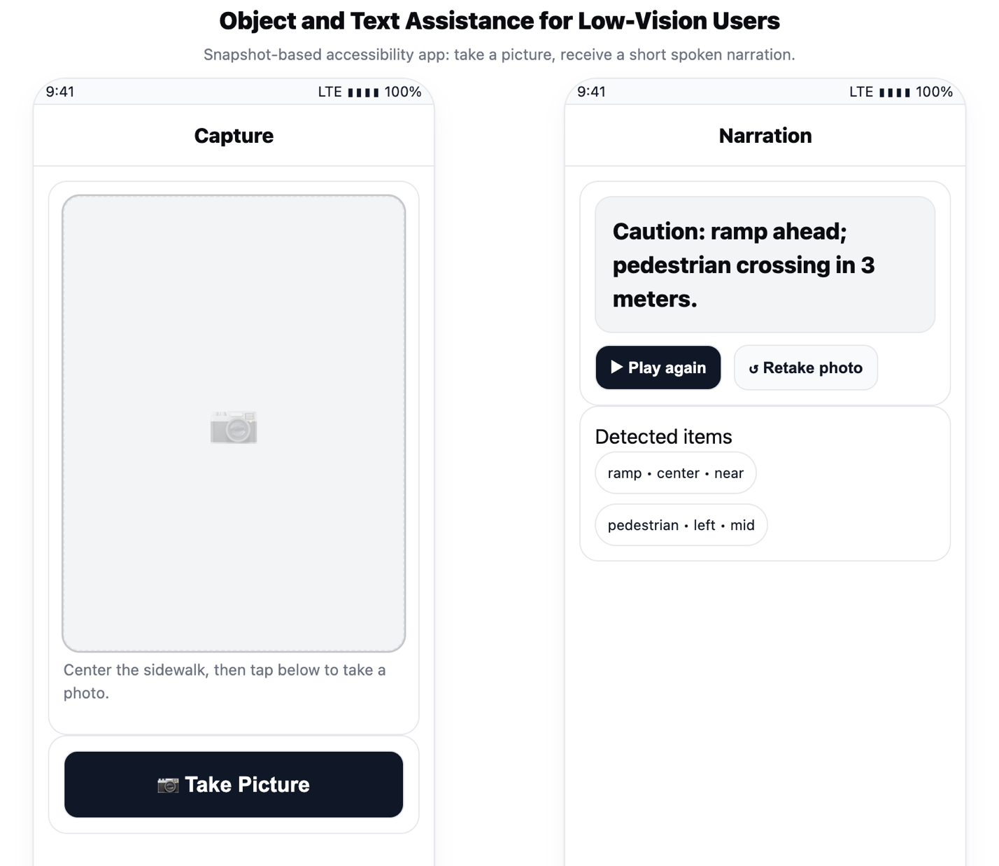 Object and Text Assistance for Low-Vision Users
Snapshot-based accessibility app: take a picture, receive a short spoken narration.
9:41
LTE 100%
Capture
Center the sidewalk, then tap below to take a
photo.
Take Picture
9:41
LTE 100%
Narration
Caution: ramp ahead;
pedestrian crossing in 3
meters.
▶ Play again
↺ Retake photo
Detected items
ramp • center • near
pedestrian • left • mid